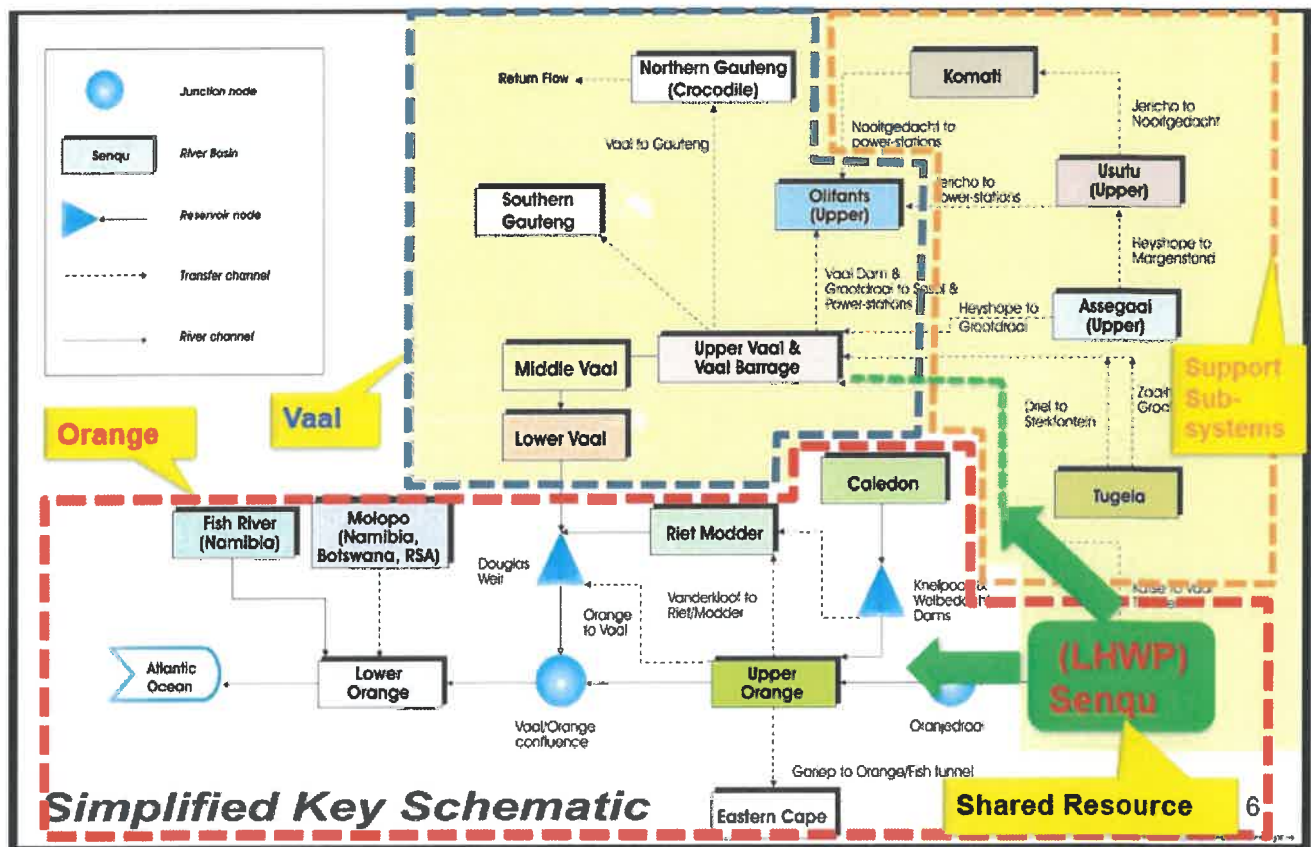 Junction node
Senqu
River Basin
Reservoir node
Transfer channel
River channel
Return Flow
Northern Gauteng
(Crocodile)
Komati
Jericho to
Nooitgedacht
Nooitgedacht to
power-stations
Vaal to Gauteng
Usutu
(Upper)
Southern
Gauteng
Olifants
(Upper)
Jericho to
power-stations
Heyshope to
Morgenstond
Vaal Dam &
Grootdraai to Sasol &
Power-stations
Heyshope to
Grootdraai
Assegaai
(Upper)
Upper Vaal &
Vaal Barrage
Middle Vaal
Support
Sub-
systems
Driel to
Sterkfontein
Orange
Vaal
Lower Vaal
Caledon
Tugela
Fish River
(Namibia)
Molopo
(Namibia,
Botswana, RSA)
Riet Modder
Douglas
Weir
Vanderkloof to
Riet/Modder
Orange
to Vaal
Dams
to Vaal
(LHWP)
Senqu
Atlantic
Ocean
Lower
Orange
Upper
Orange
Vaal/Orange
confluence
Oranjedraai
Gariep to Orange/Fish tunnel
Eastern Cape
Simplified Key Schematic
Shared Resource
6